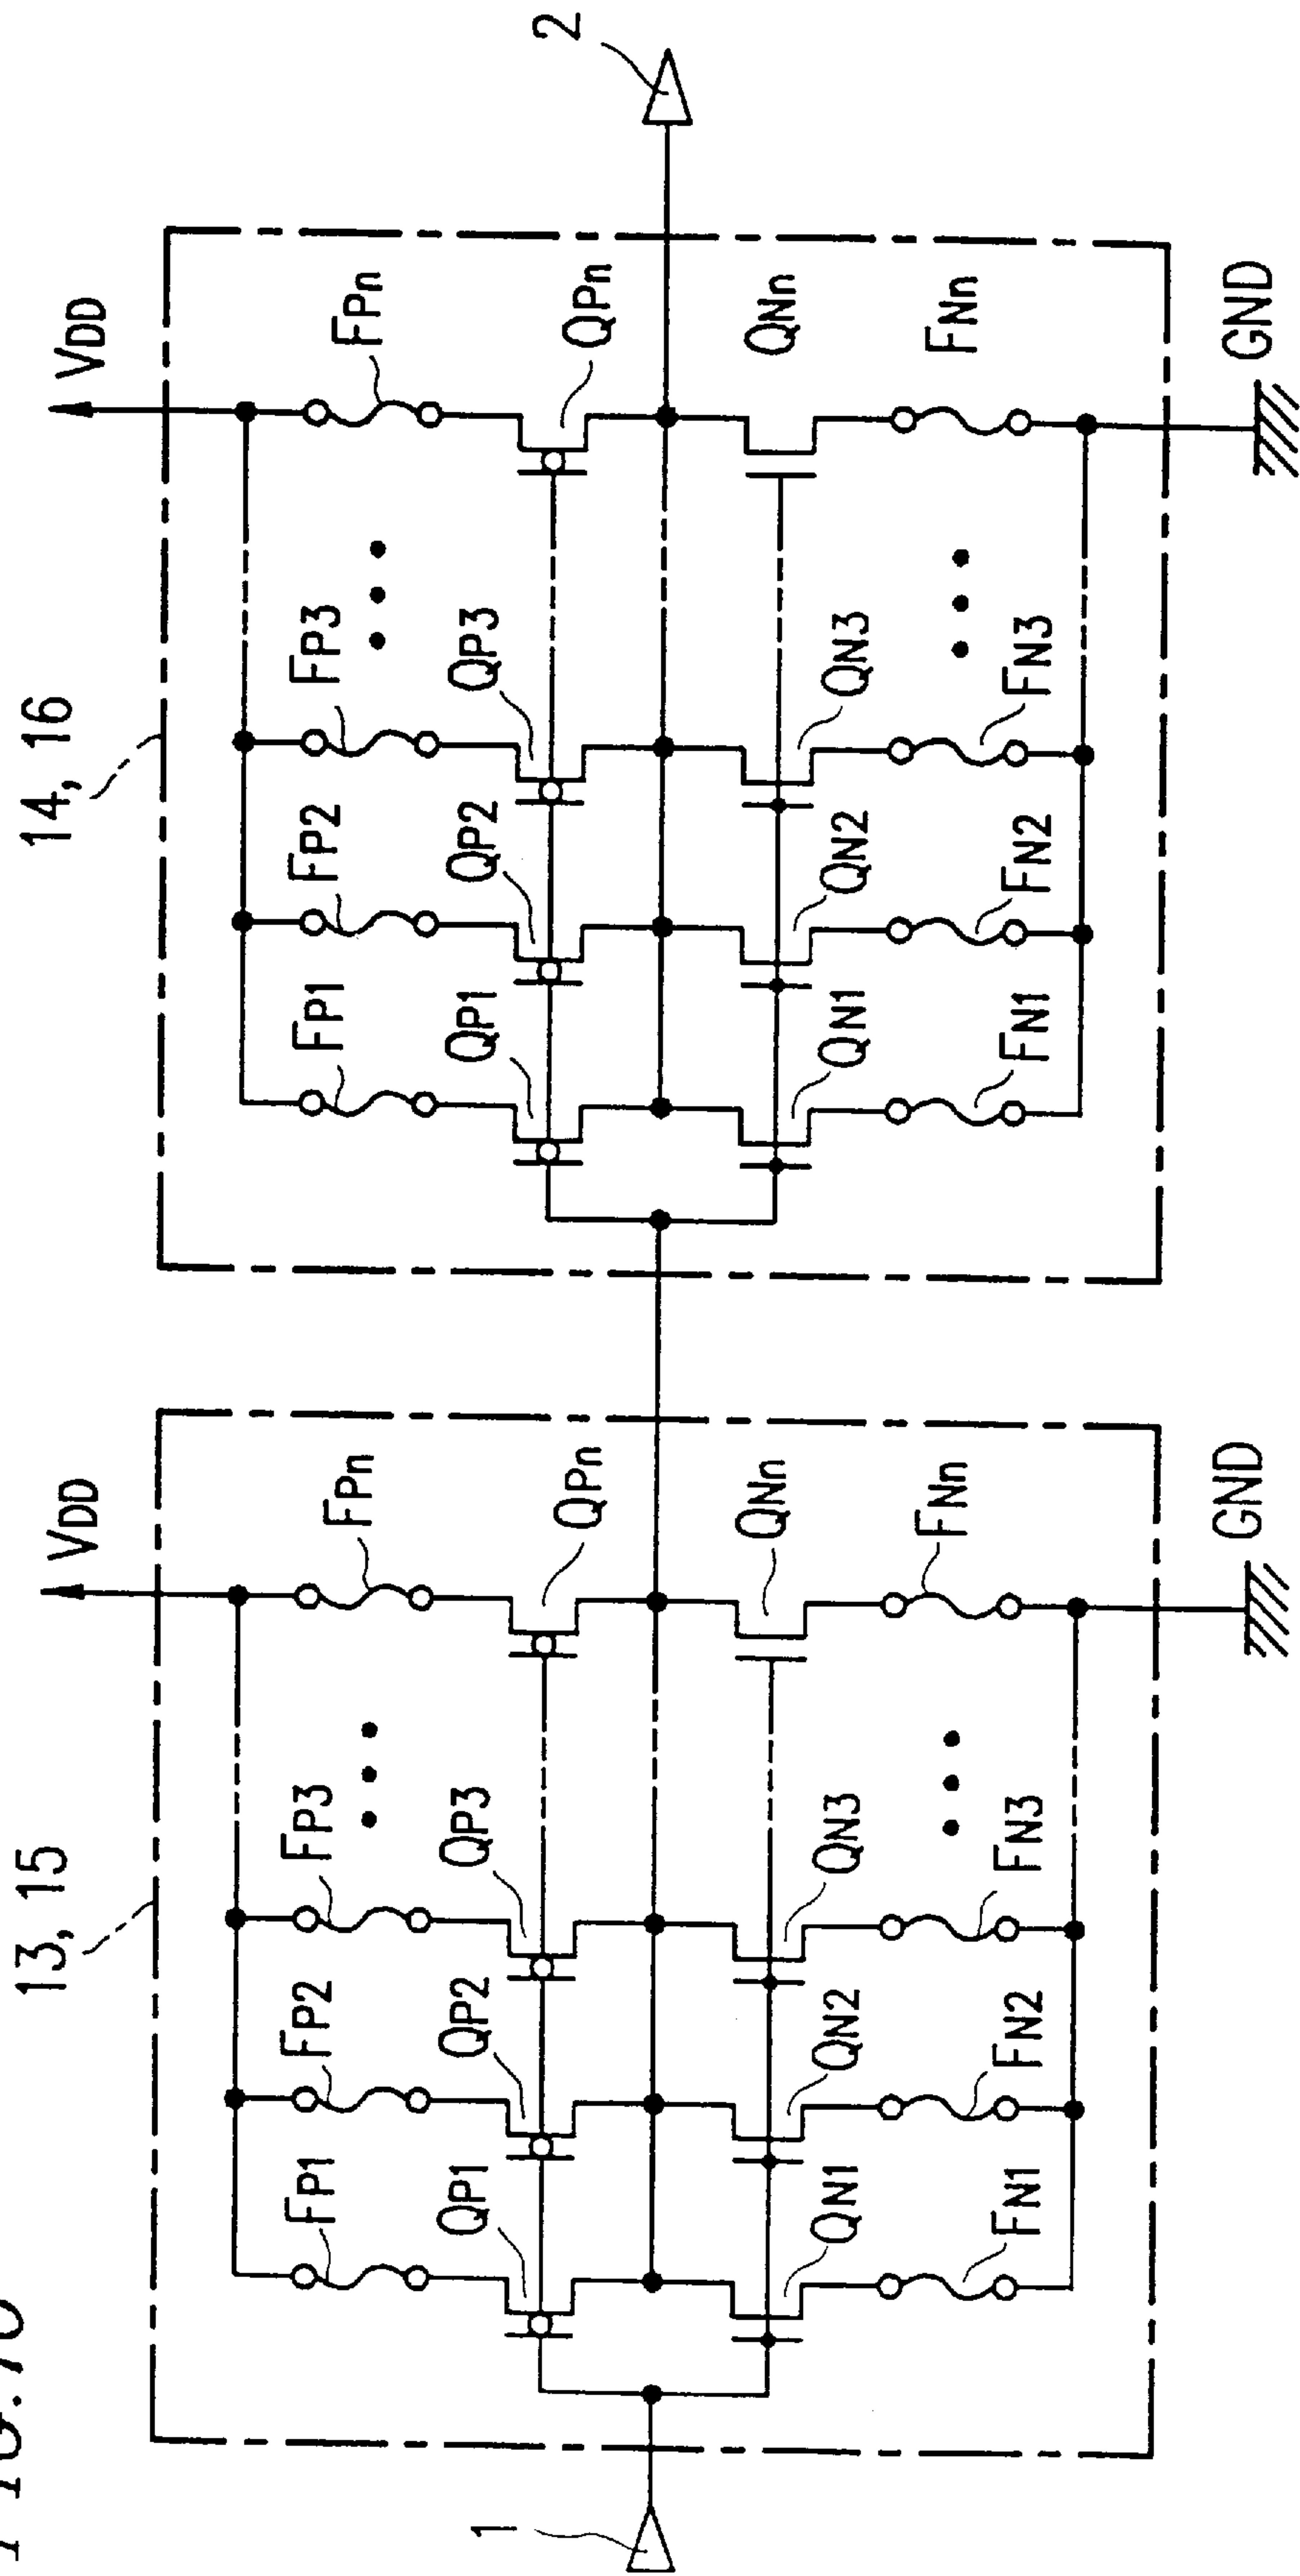 FIG.
13, 15
14, 16
VDD
VDD
FP1 FP2 FP3 FPn
FP1 FP2 FP3 FPn
QP1 QP2 QP3 QPn
QP1 QP2 QP3 QPn
1
2
QN1 QN2 QN3 QNn
QN1 QN2 QN3 QNn
FN1 FN2 FN3 FNn
FN1 FN2 FN3 FNn
GND
GND